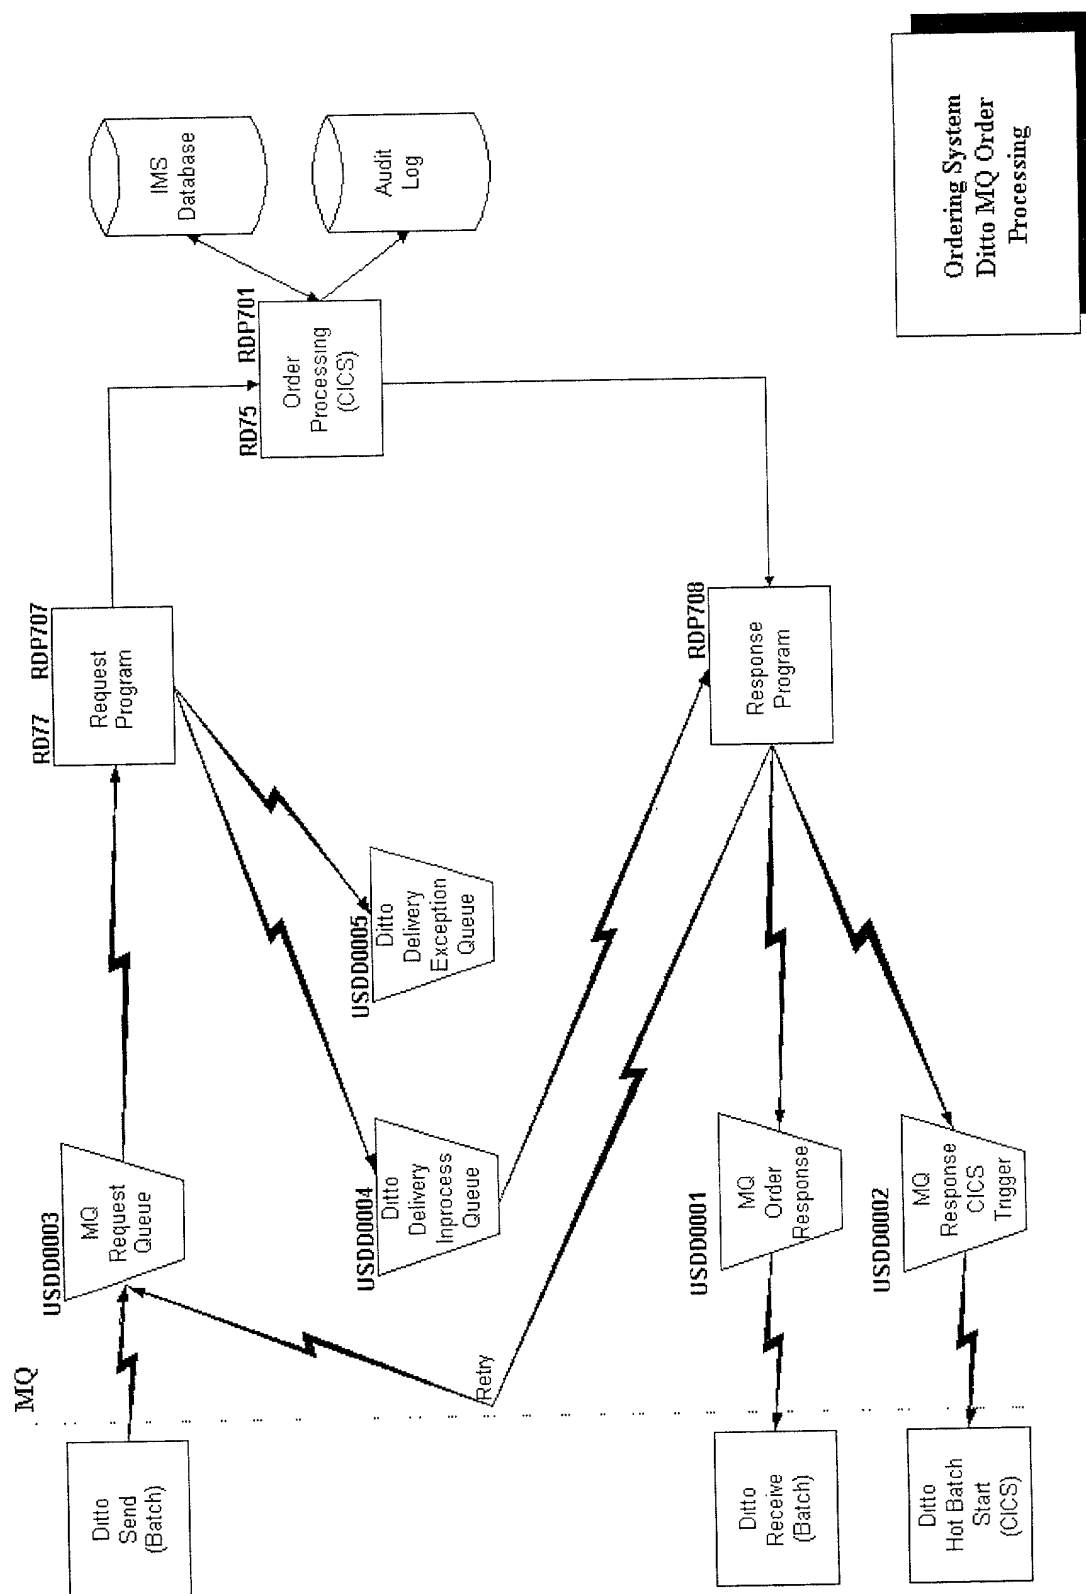 MQ
Ditto
Send
(Batch)
USDD0003
MQ
Request
Queue
RD77 RDP707
Request
Program
RD75 RDP701
Order
Processing
(CICS)
IMS
Database
Audit
Log
USDD0005
Ditto
Delivery
Exception
Queue
USDD0004
Ditto
Delivery
Inprocess
Queue
Retry
RDP708
Response
Program
Ditto
Receive
(Batch)
USDD0001
MQ
Order
Response
Ditto
Hot Batch
Start
(CICS)
USDD0002
MQ
Response
CICS
Trigger
Ordering System
Ditto MQ Order
Processing